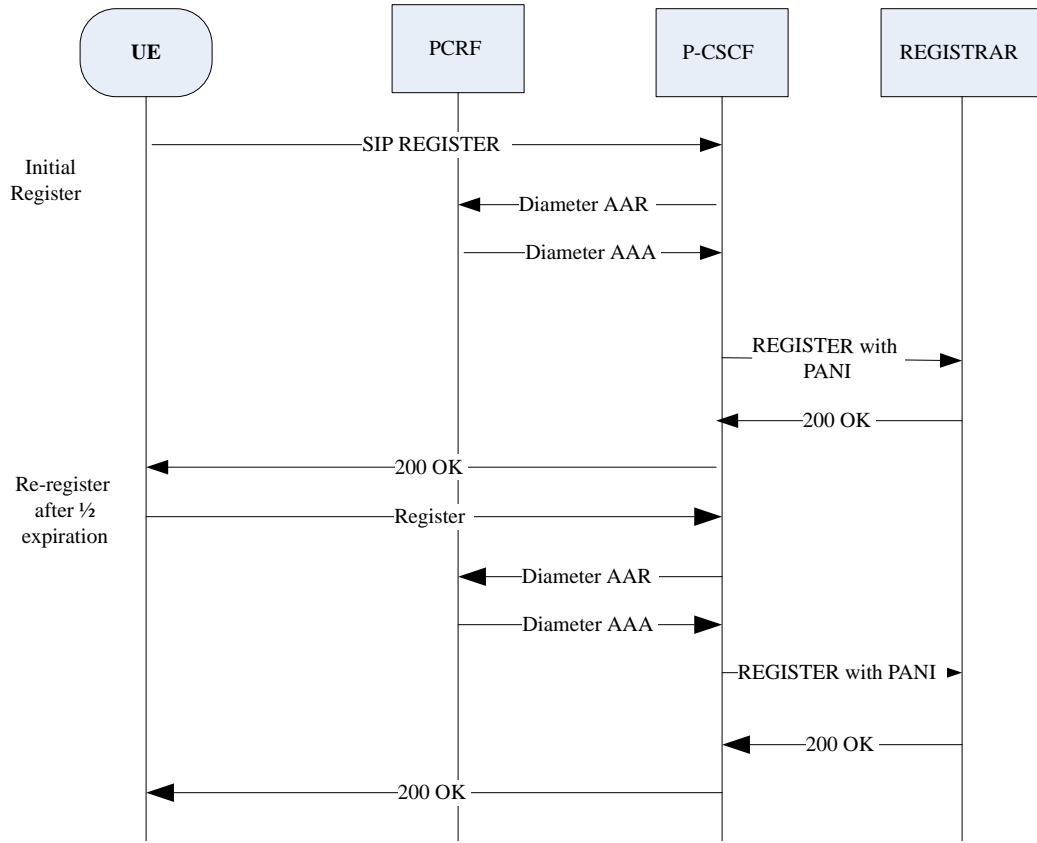 UE
PCRF
P-CSCF
REGISTRAR
SIP REGISTER
Initial
Register
Diameter AAR
Diameter AAA
REGISTER with
PANI
200 OK
200 OK
Re-register
after ½
expiration
Register
Diameter AAR
Diameter AAA
REGISTER with PANI
200 OK
200 OK